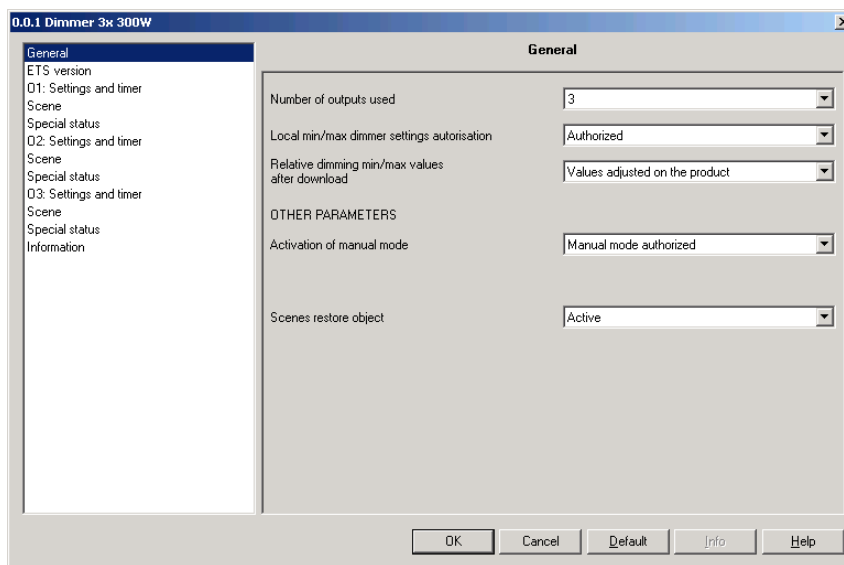 0.0.1 Dimmer 3x 300W
General
ETS version
O1: Settings and timer
Scene
Special status
O2: Settings and timer
Scene
Special status
O3: Settings and timer
Scene
Special status
Information
General
Number of outputs used
3
Local min/max dimmer settings autorisation
Authorized
Relative dimming min/max values
after download
Values adjusted on the product
OTHER PARAMETERS
Activation of manual mode
Manual mode authorized
Scenes restore object
Active
OK
Cancel
Default
Info
Help